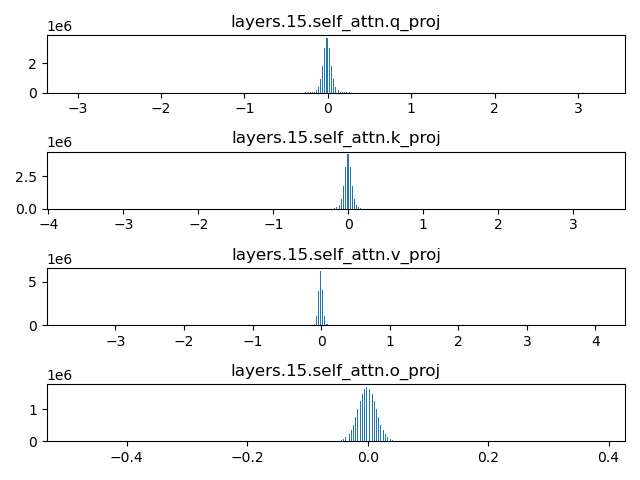 layers.15.self_attn.q_proj
1e6
2
0
−3 −2 −1 0 1 2 3
layers.15.self_attn.k_proj
1e6
2.5
0.0
−4 −3 −2 −1 0 1 2 3
layers.15.self_attn.v_proj
1e6
5
0
−3 −2 −1 0 1 2 3 4
layers.15.self_attn.o_proj
1e6
1
0
−0.4 −0.2 0.0 0.2 0.4